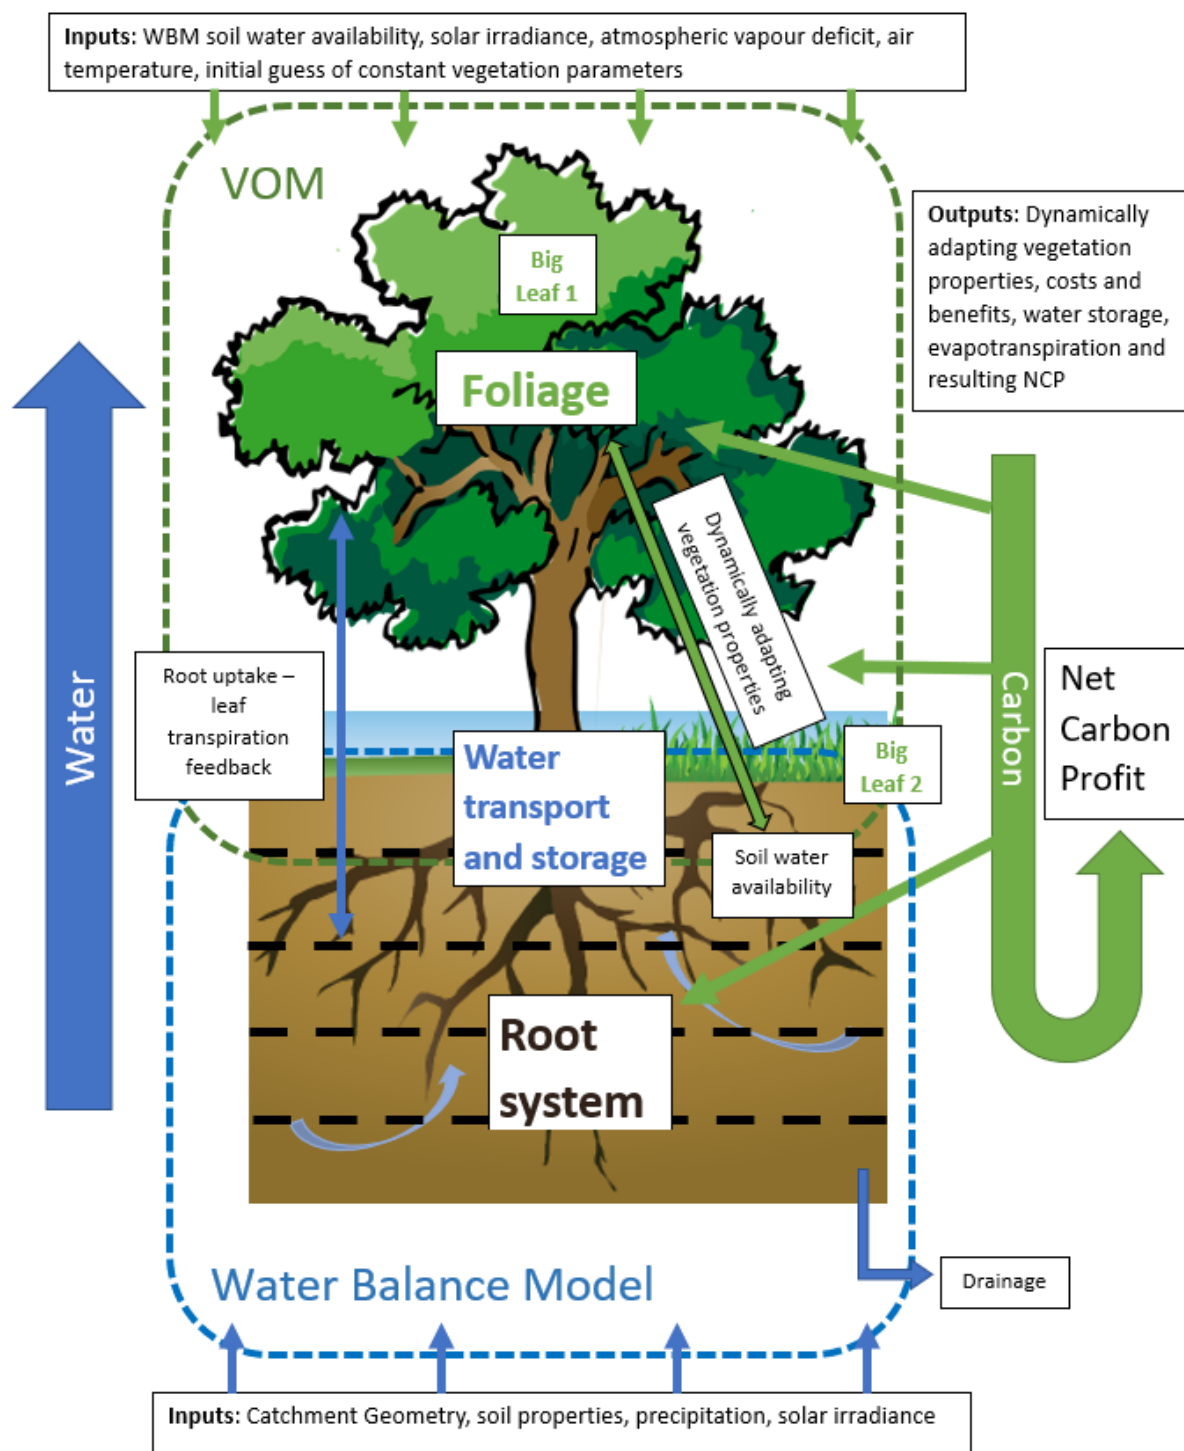 Inputs: WBM soil water availability, solar irradiance, atmospheric vapour deficit, air
temperature, initial guess of constant vegetation parameters
VOM
Outputs: Dynamically
adapting vegetation
properties, costs and
benefits, water storage,
evapotranspiration and
resulting NCP
Big
Leaf 1
Foliage
Dynamically adapting
vegetation properties
Water
Root uptake –
leaf
transpiration
feedback
Carbon
Net
Carbon
Profit
Water
transport
and storage
Big
Leaf 2
Soil water
availability
Root
system
Water Balance Model
Drainage
Inputs: Catchment Geometry, soil properties, precipitation, solar irradiance